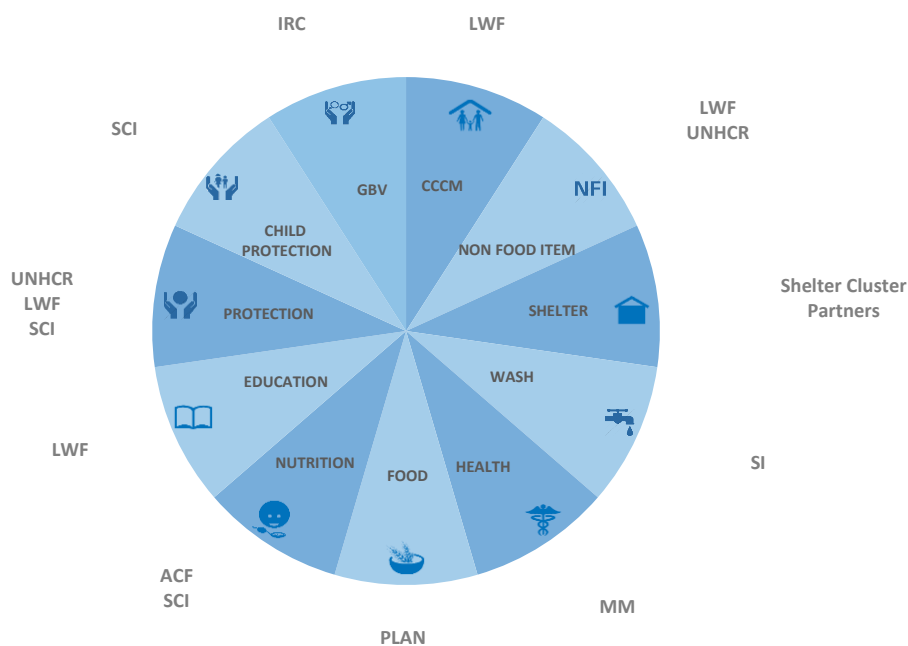 IRC
LWF
SCI
LWF
UNHCR
NFI
GBV
CCCM
CHILD
PROTECTION
NON FOOD ITEM
UNHCR
LWF
SCI
PROTECTION
SHELTER
Shelter Cluster
Partners
EDUCATION
WASH
LWF
NUTRITION
FOOD
HEALTH
SI
ACF
SCI
MM
PLAN